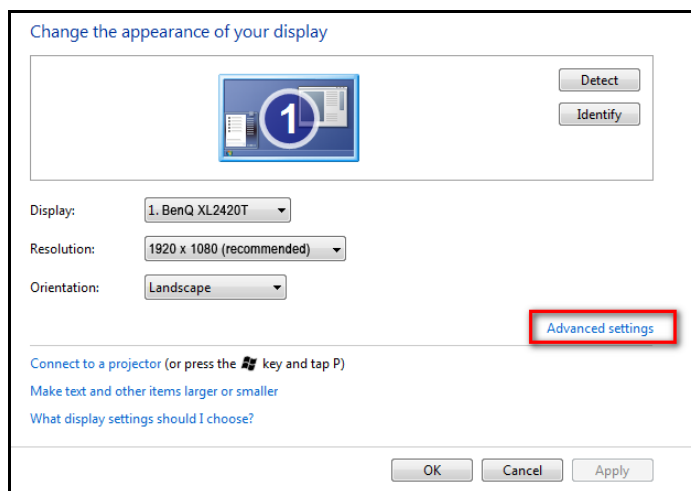 Change the appearance of your display
1
Detect
Identify
Display:
1. BenQ XL2420T
Resolution:
1920 x 1080 (recommended)
Orientation:
Landscape
Advanced settings
Connect to a projector (or press the key and tap P)
Make text and other items larger or smaller
What display settings should I choose?
OK
Cancel
Apply